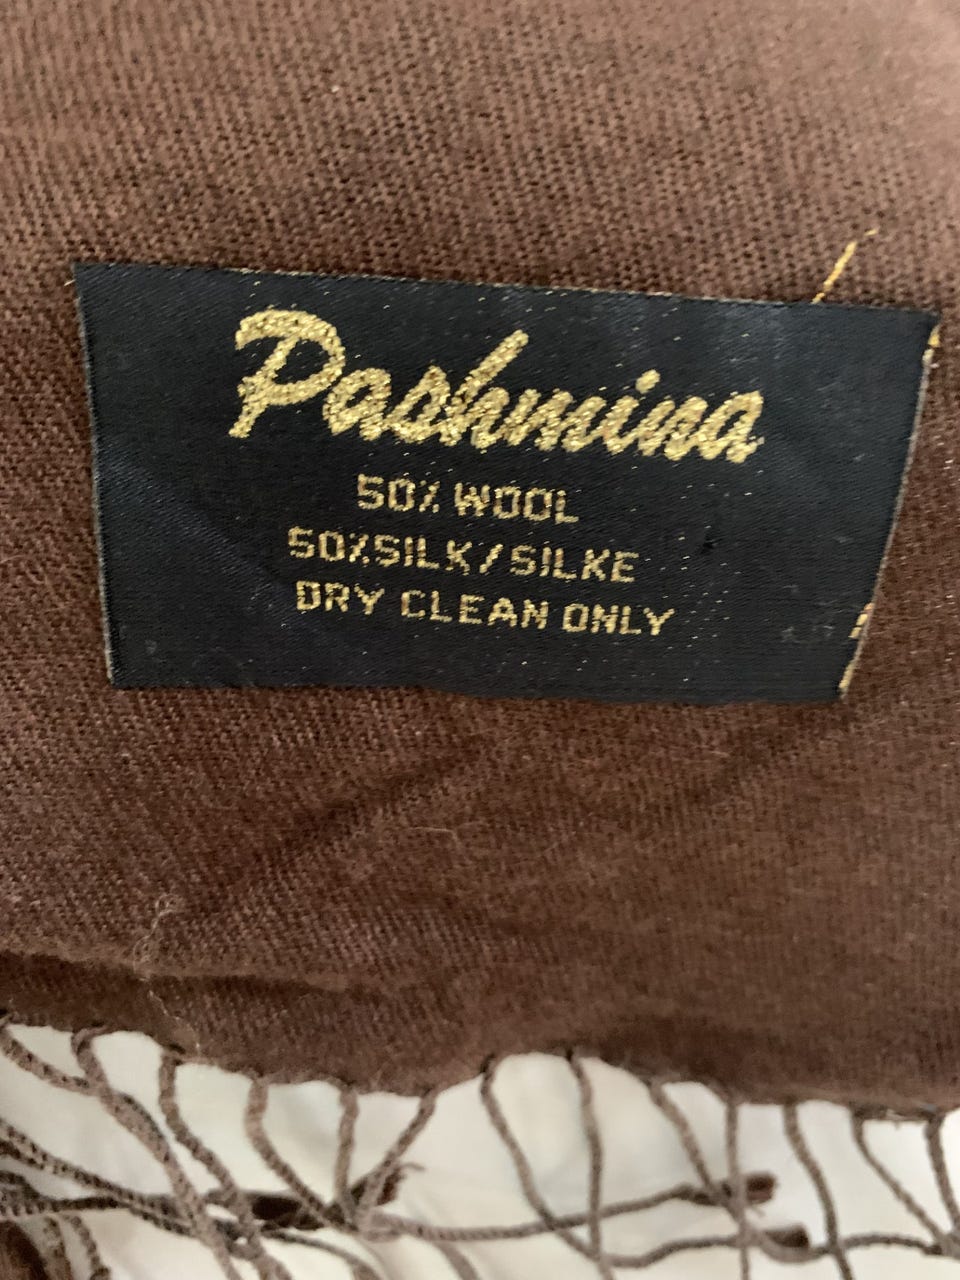 Pashmina
50% WOOL
50%SILK/SILKE
DRY CLEAN ONLY